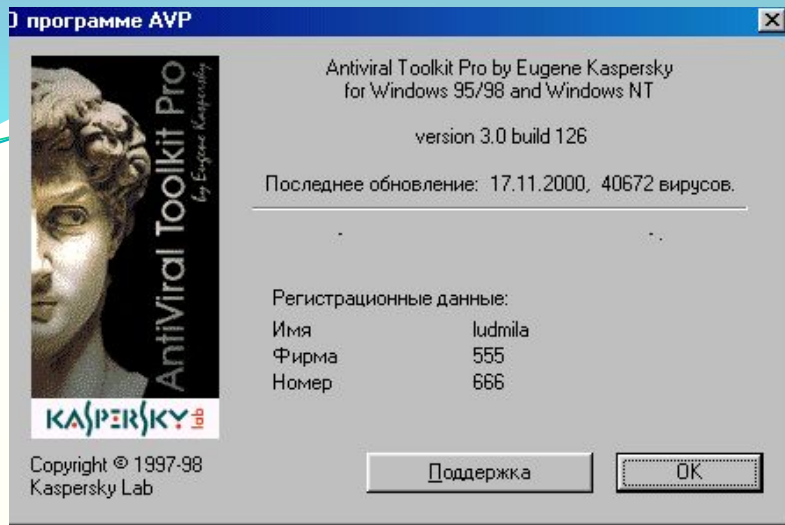 О программе AVP
Antiviral Toolkit Pro by Eugene Kaspersky
for Windows 95/98 and Windows NT
version 3.0 build 126
Последнее обновление: 17.11.2000, 40672 вирусов.
Регистрационные данные:
Имя ludmila
Фирма 555
Номер 666
AntiViral Toolkit Pro
by Eugene Kaspersky
KASPERSKY lab
Copyright © 1997-98
Kaspersky Lab
Поддержка
OK